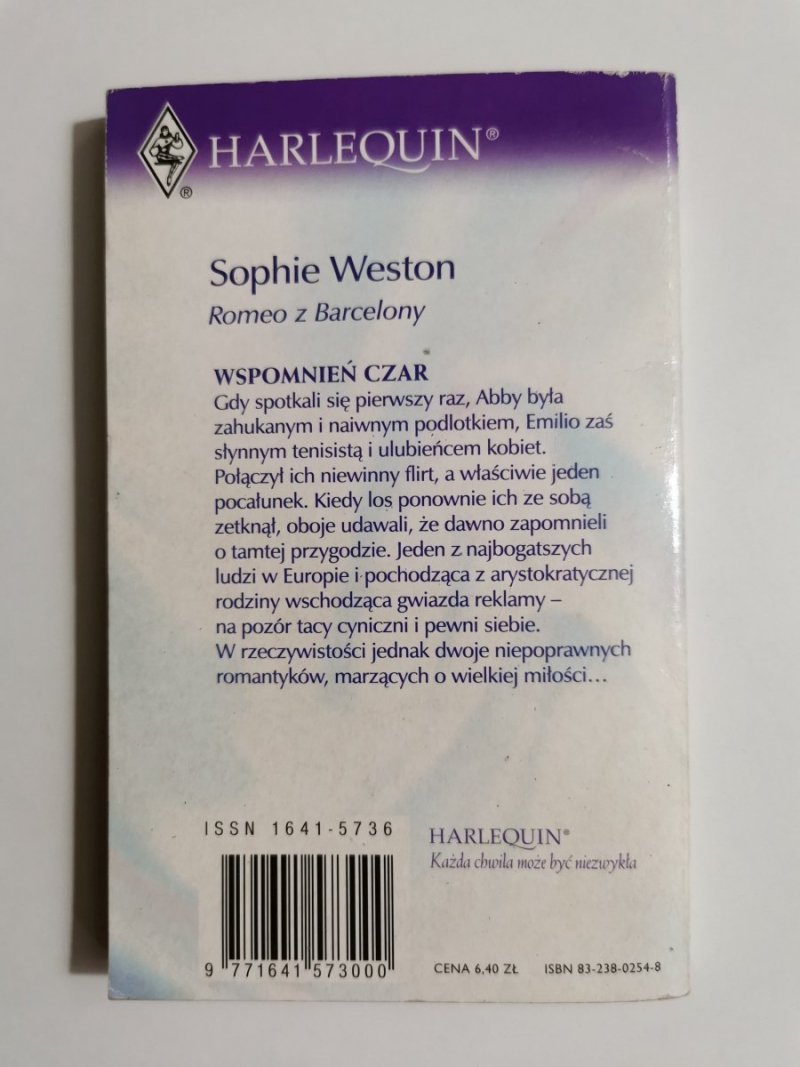 HARLEQUIN®
®
Sophie Weston
Romeo z Barcelony
WSPOMNIEŃ CZAR
Gdy spotkali się pierwszy raz, Abby była
zahukanym i naiwnym podlotkiem, Emilio zaś
słynnym tenisistą i ulubieńcem kobiet.
Połączył ich niewinny flirt, a właściwie jeden
pocałunek. Kiedy los ponownie ich ze sobą
zetknął, oboje udawali, że dawno zapomnieli
o tamtej przygodzie. Jeden z najbogatszych
ludzi w Europie i pochodząca z arystokratycznej
rodziny wschodząca gwiazda reklamy –
na pozór tacy cyniczni i pewni siebie.
W rzeczywistości jednak dwoje niepoprawnych
romantyków, marzących o wielkiej miłości...
ISSN 1641-5736
HARLEQUIN®
Każda chwila może być niezwykła
9 771641 573000
CENA 6,40 ZŁ ISBN 83-238-0254-8